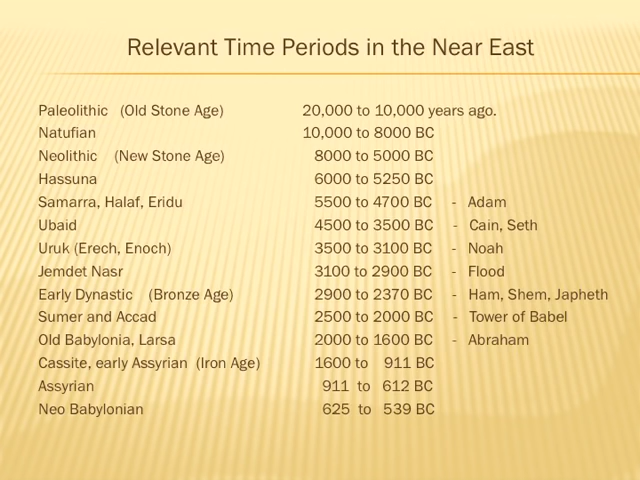 Relevant Time Periods in the Near East
Paleolithic (Old Stone Age) 20,000 to 10,000 years ago.
Natufian 10,000 to 8000 BC
Neolithic (New Stone Age) 8000 to 5000 BC
Hassuna 6000 to 5250 BC
Samarra, Halaf, Eridu 5500 to 4700 BC - Adam
Ubaid 4500 to 3500 BC - Cain, Seth
Uruk (Erech, Enoch) 3500 to 3100 BC - Noah
Jemdet Nasr 3100 to 2900 BC - Flood
Early Dynastic (Bronze Age) 2900 to 2370 BC - Ham, Shem, Japheth
Sumer and Accad 2500 to 2000 BC - Tower of Babel
Old Babylonia, Larsa 2000 to 1600 BC - Abraham
Cassite, early Assyrian (Iron Age) 1600 to 911 BC
Assyrian 911 to 612 BC
Neo Babylonian 625 to 539 BC